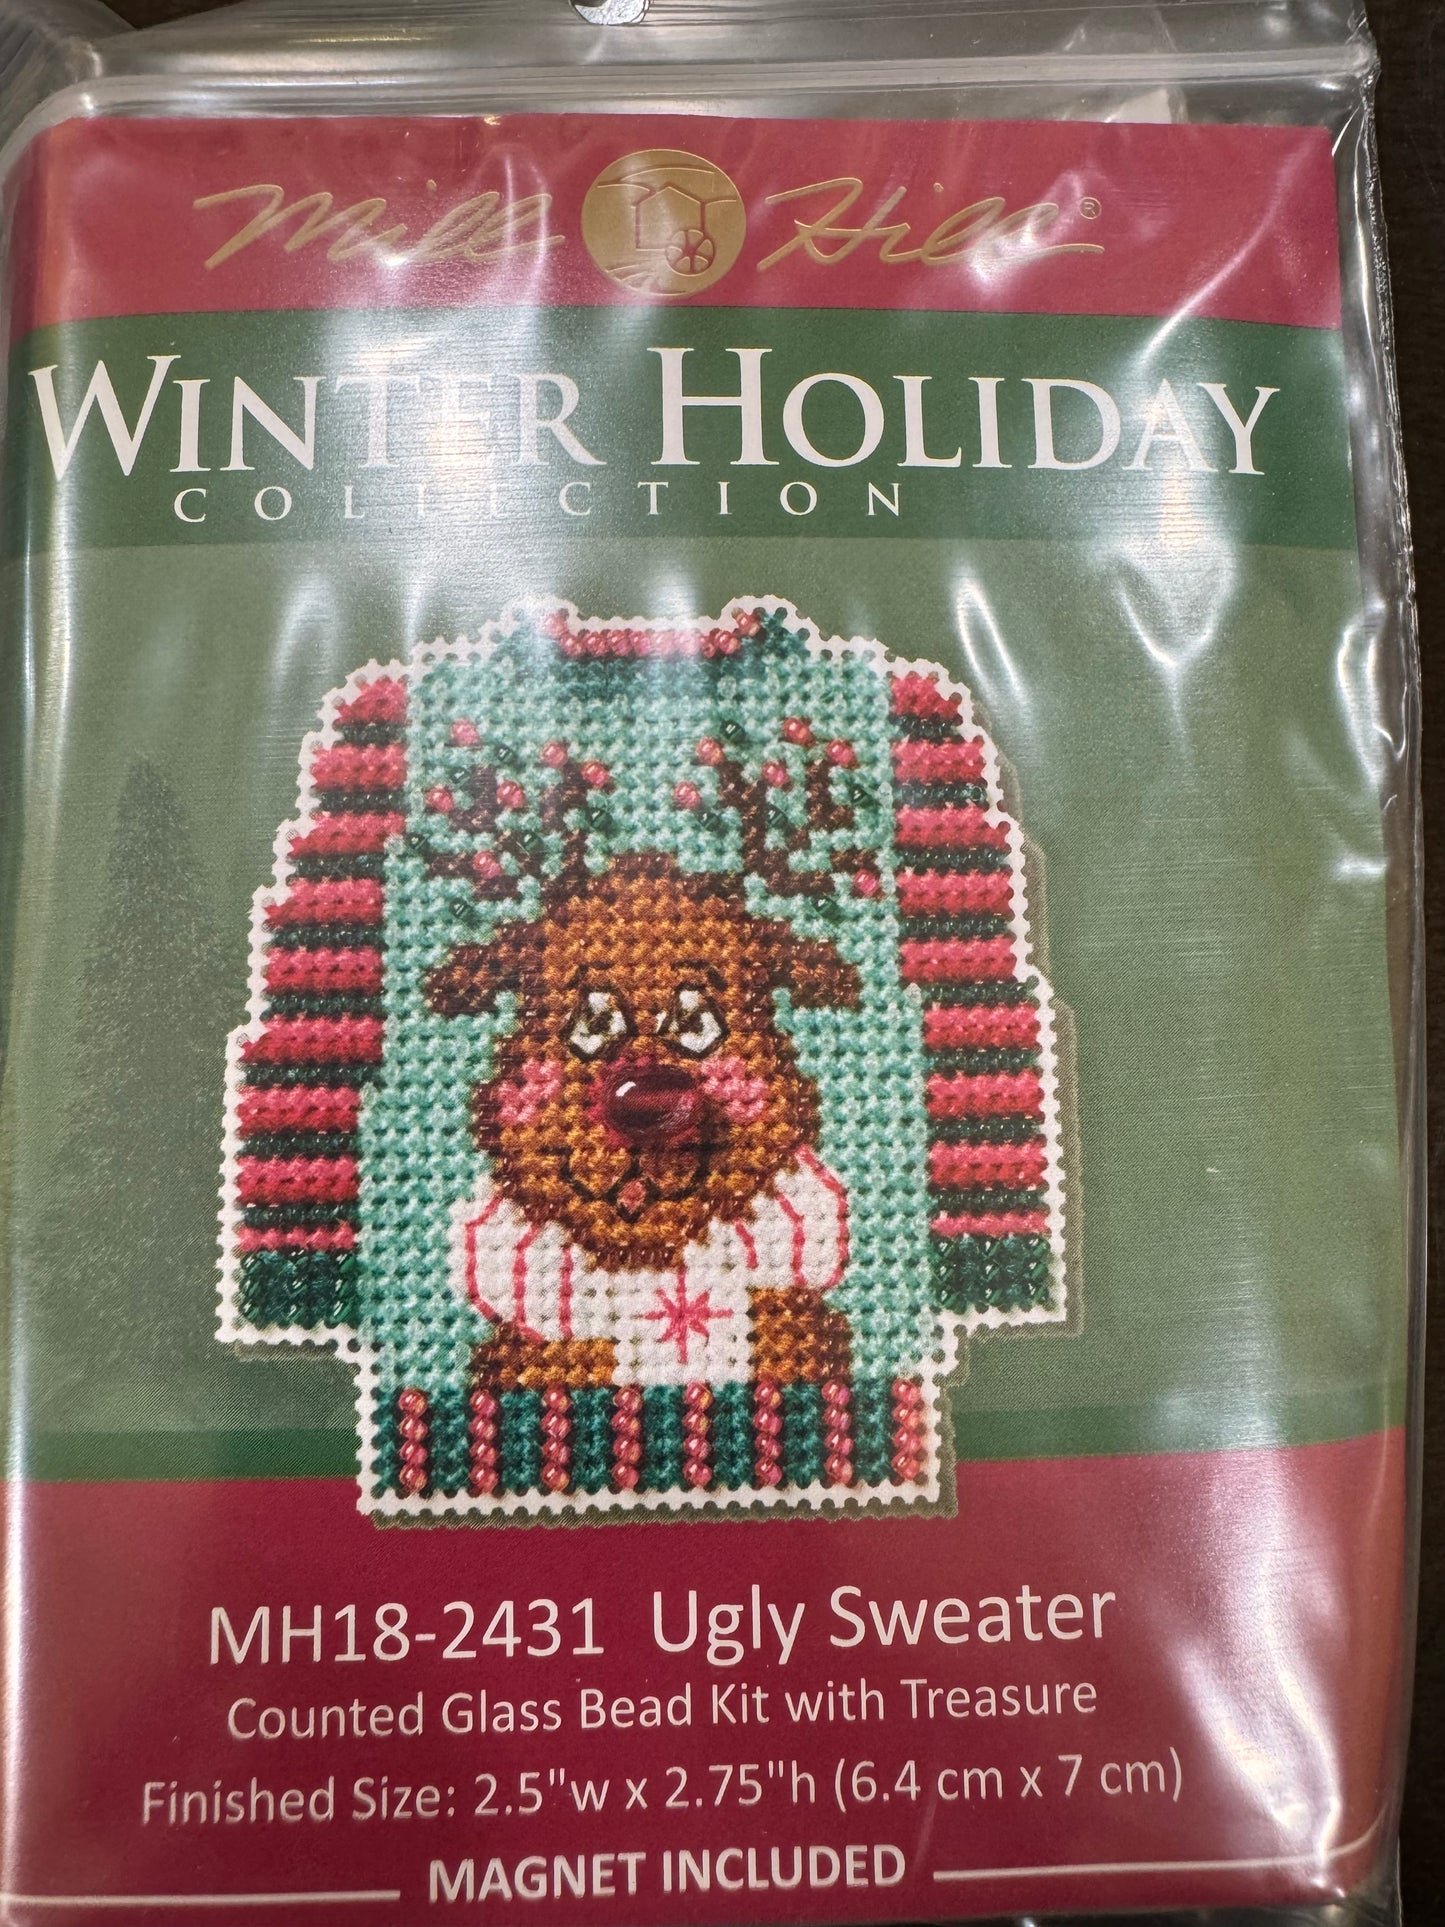 Mill Hill®
WINTER HOLIDAY
COLLECTION
MH18-2431 Ugly Sweater
Counted Glass Bead Kit with Treasure
Finished Size: 2.5"w x 2.75"h (6.4 cm x 7 cm)
MAGNET INCLUDED